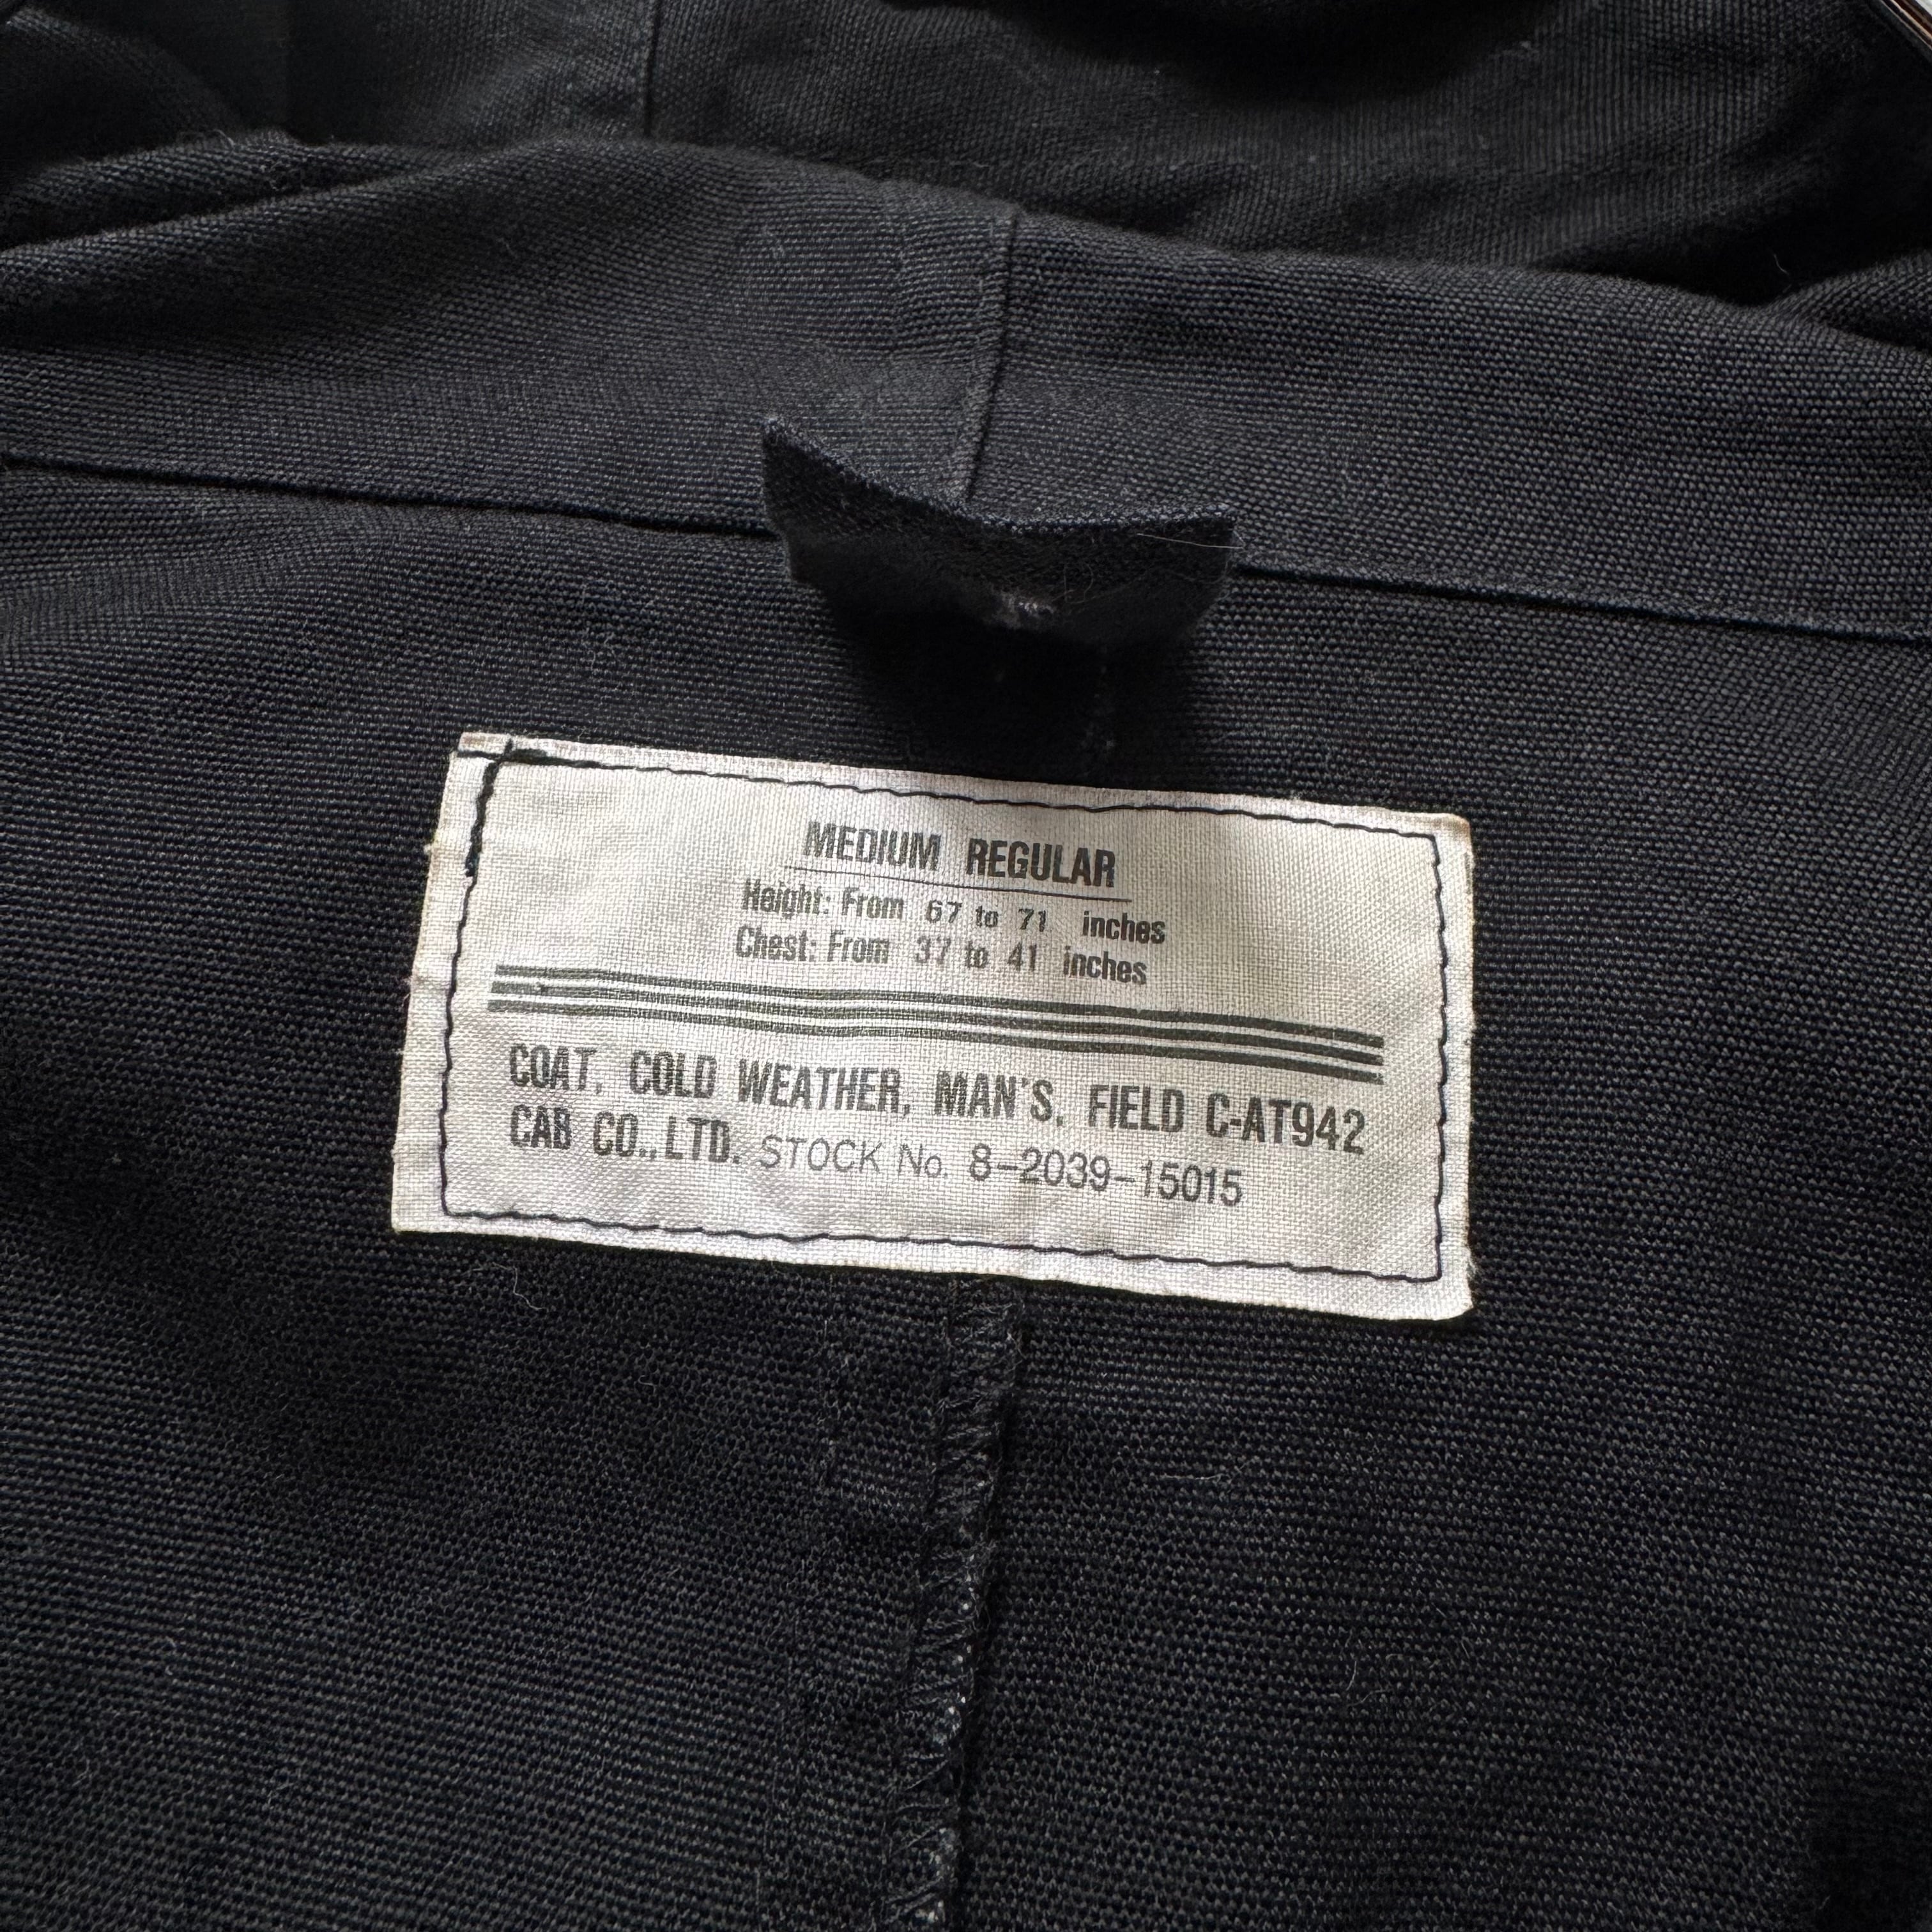 MEDIUM REGULAR
Height: From 67 to 71 inches
Chest: From 37 to 41 inches
COAT, COLD WEATHER, MAN'S, FIELD C-AT942
CAB CO.,LTD. STOCK No. 8-2039-15015